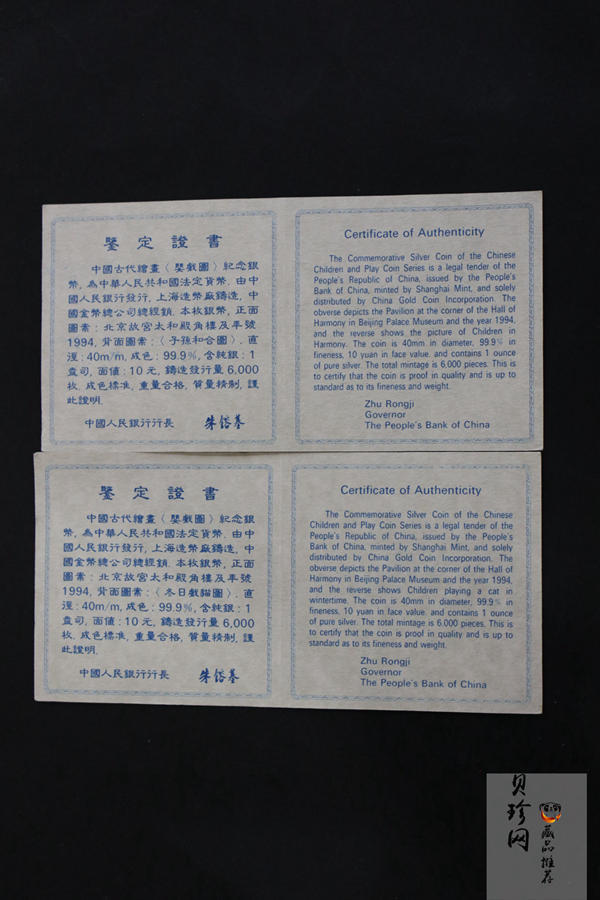 鑒定證書
中國古代繪畫〈嬰戲圖〉紀念銀
幣,為中華人民共和國法定貨幣.由中
國人民銀行發行,上海造幣廠鑄造,中
國金幣總公司總經銷.本枚銀幣,正面
圖素:北京故宮太和殿角樓及年號
1994,背面圖素:〈子孫和合圖〉.直
徑:40m/m,成色:99.9%,含純銀:1
盎司,面值:10元,鑄造發行量6,000
枚.成色標準,重量合格,質量精制,謹
此證明.
中國人民銀行行長 朱镕基
Certificate of Authenticity
The Commemorative Silver Coin of the Chinese
Children and Play Coin Series is a legal tender of the
People's Republic of China, issued by the People's
Bank of China, minted by Shanghai Mint, and solely
distributed by China Gold Coin Incorporation. The
obverse depicts the Pavilion at the corner of the Hall of
Harmony in Beijing Palace Museum and the year 1994,
and the reverse shows the picture of Children in
Harmony. The coin is 40mm in diameter, 99.9% in
fineness, 10 yuan in face value, and contains 1 ounce
of pure silver. The total mintage is 6,000 pieces. This is
to certify that the coin is proof in quality and is up to
standard as to its fineness and weight.
Zhu Rongji
Governor
The People's Bank of China
鑒定證書
中國古代繪畫〈嬰戲圖〉紀念銀
幣,為中華人民共和國法定貨幣.由中
國人民銀行發行,上海造幣廠鑄造,中
國金幣總公司總經銷.本枚銀幣,正面
圖素:北京故宮太和殿角樓及年號
1994,背面圖素:〈冬日戲貓圖〉.直
徑:40m/m,成色:99.9%,含純銀:1
盎司,面值:10元,鑄造發行量6,000
枚.成色標準,重量合格,質量精制,謹
此證明.
中國人民銀行行長 朱镕基
Certificate of Authenticity
The Commemorative Silver Coin of the Chinese
Children and Play Coin Series is a legal tender of the
People's Republic of China, issued by the People's
Bank of China, minted by Shanghai Mint, and solely
distributed by China Gold Coin Incorporation. The
obverse depicts the Pavilion at the corner of the Hall of
Harmony in Beijing Palace Museum and the year 1994,
and the reverse shows Children playing a cat in
wintertime. The coin is 40mm in diameter, 99.9% in
fineness, 10 yuan in face value, and contains 1 ounce
of pure silver. The total mintage is 6,000 pieces. This is
to certify that the coin is proof in quality and is up to
standard as to its fineness and weight.
Zhu Rongji
Governor
The People's Bank of China
贝珍网
藏品推荐